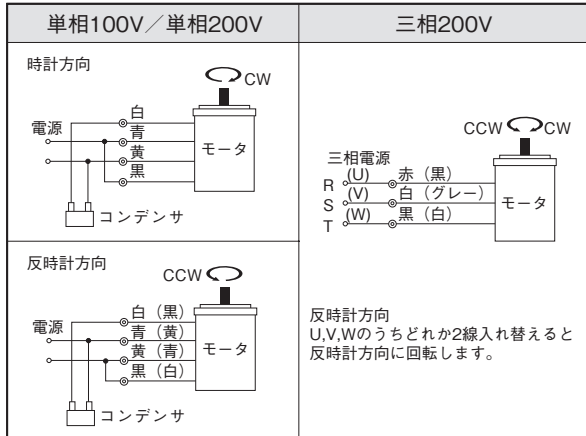 単相100V／単相200V
三相200V
時計方向
CW
白
電源
青
黄
黒
モータ
コンデンサ
反時計方向
CCW
白（黒）
電源
青（黄）
黄（青）
黒（白）
モータ
コンデンサ
CCW
CW
三相電源
R (U) 赤（黒）
S (V) 白（グレー）
T (W) 黒（白）
モータ
反時計方向
U,V,Wのうちどれか2線入れ替えると
反時計方向に回転します。